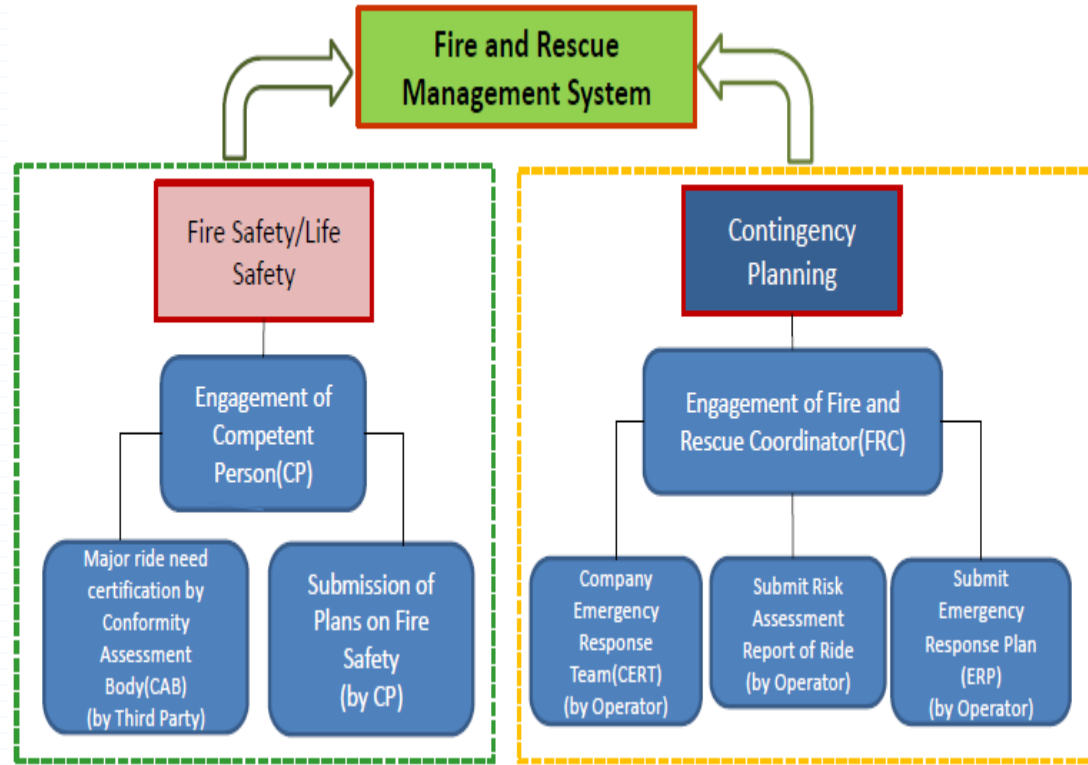 Fire and Rescue
Management System
Fire Safety/Life
Safety
Contingency
Planning
Engagement of
Competent
Person(CP)
Engagement of Fire and
Rescue Coordinator(FRC)
Major ride need
certification by
Conformity
Assessment
Body(CAB)
(by Third Party)
Submission of
Plans on Fire
Safety
(by CP)
Company
Emergency
Response
Team(CERT)
(by Operator)
Submit Risk
Assessment
Report of Ride
(by Operator)
Submit
Emergency
Response Plan
(ERP)
(by Operator)